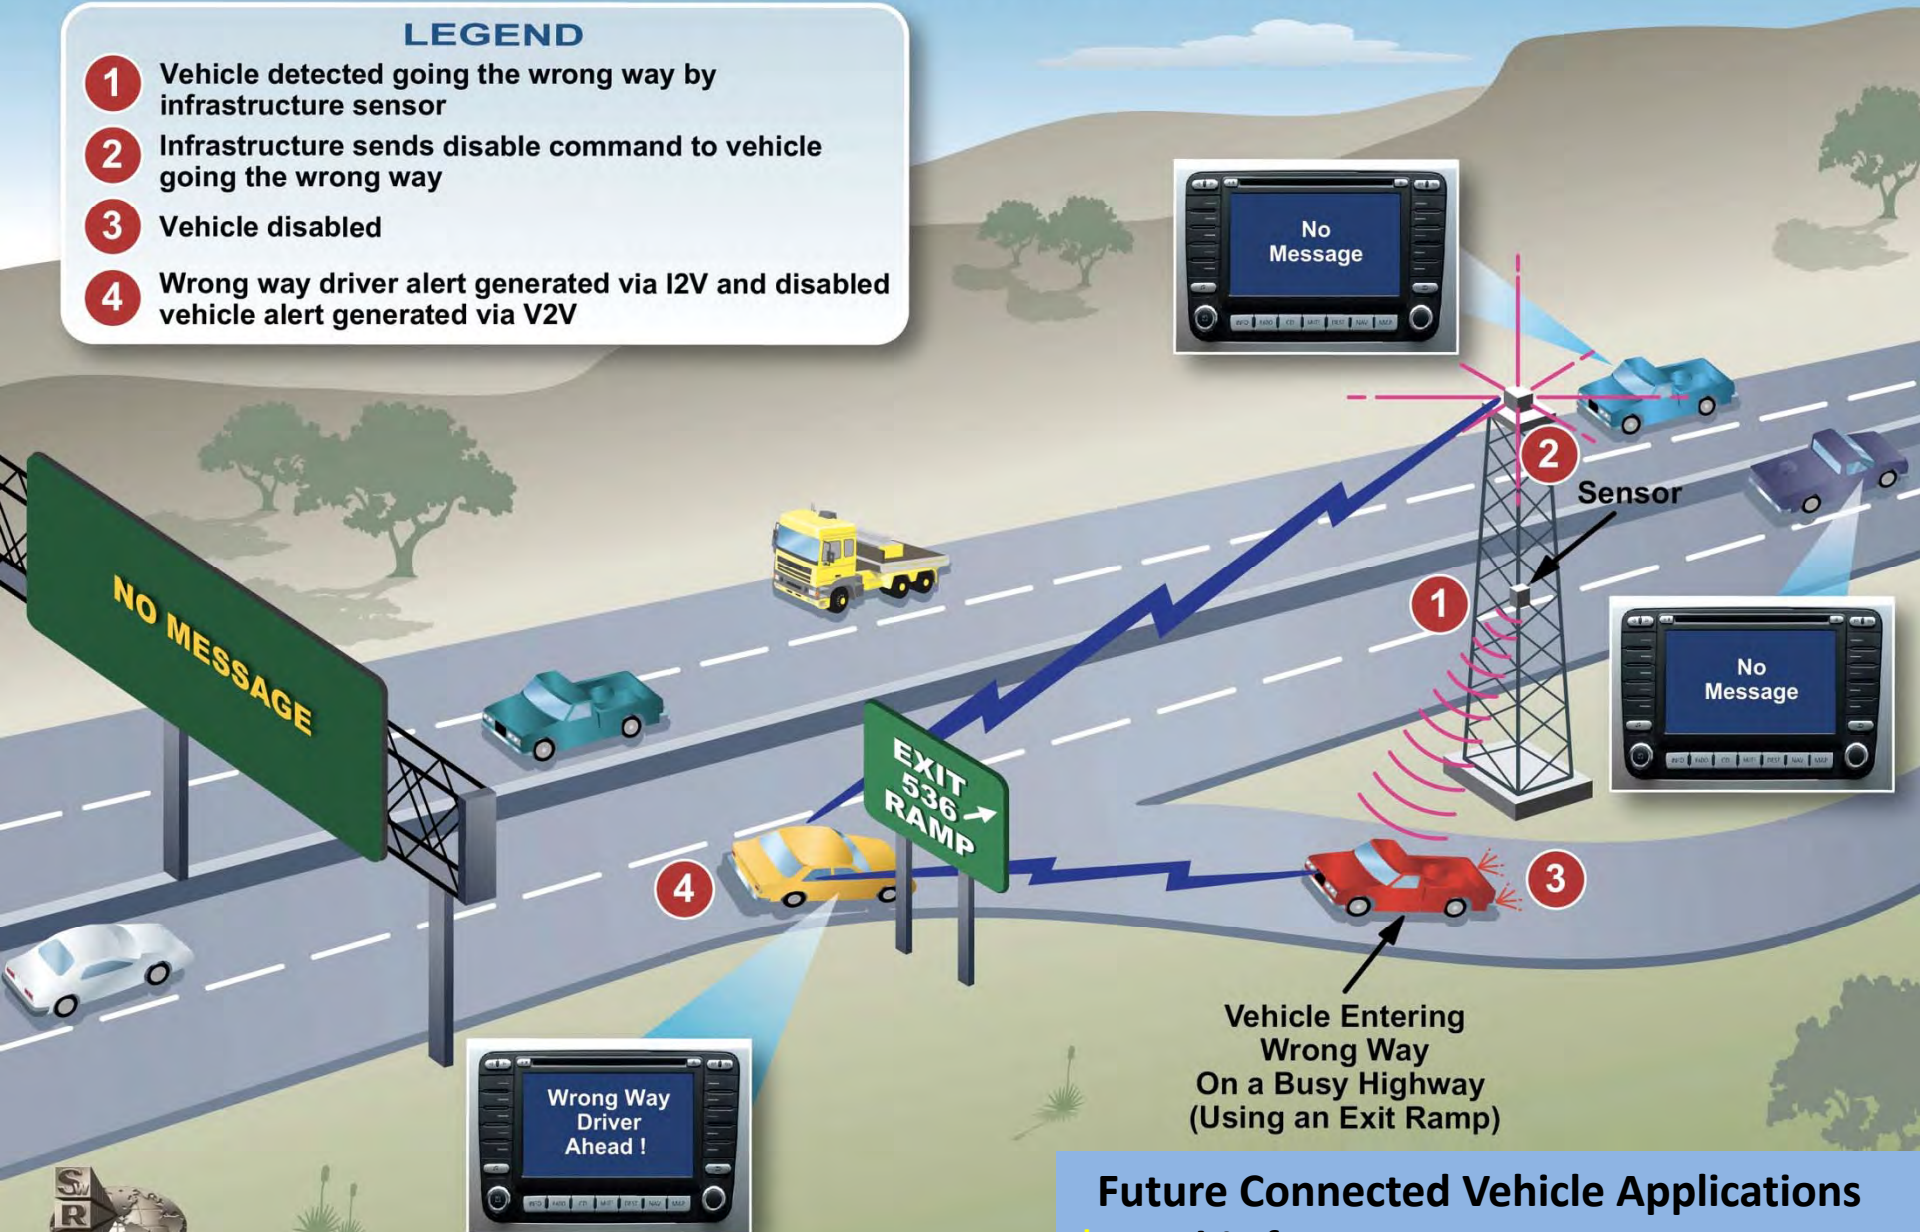 LEGEND
1 Vehicle detected going the wrong way by
infrastructure sensor
2 Infrastructure sends disable command to vehicle
going the wrong way
3 Vehicle disabled
4 Wrong way driver alert generated via I2V and disabled
vehicle alert generated via V2V
No
Message
2
Sensor
1
No
Message
NO MESSAGE
EXIT
536
RAMP
4
3
Wrong Way
Driver
Ahead !
Vehicle Entering
Wrong Way
On a Busy Highway
(Using an Exit Ramp)
SW
R
Future Connected Vehicle Applications